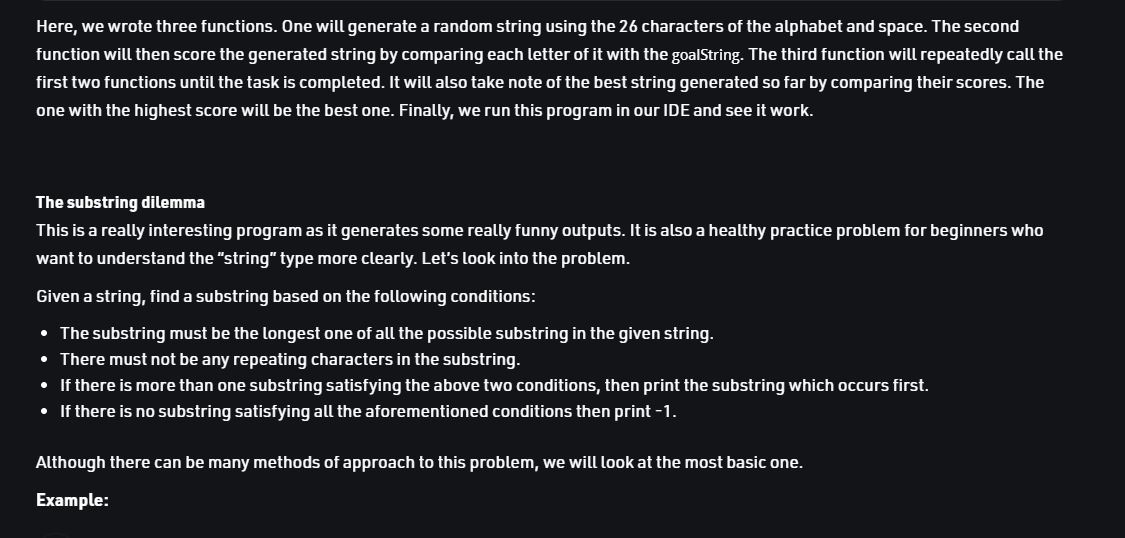 Here, we wrote three functions. One will generate a random string using the 26 characters of the alphabet and space. The second
function will then score the generated string by comparing each letter of it with the goalString. The third function will repeatedly call the
first two functions until the task is completed. It will also take note of the best string generated so far by comparing their scores. The
one with the highest score will be the best one. Finally, we run this program in our IDE and see it work.
The substring dilemma
This is a really interesting program as it generates some really funny outputs. It is also a healthy practice problem for beginners who
want to understand the “string” type more clearly. Let’s look into the problem.
Given a string, find a substring based on the following conditions:
• The substring must be the longest one of all the possible substring in the given string.
• There must not be any repeating characters in the substring.
• If there is more than one substring satisfying the above two conditions, then print the substring which occurs first.
• If there is no substring satisfying all the aforementioned conditions then print -1.
Although there can be many methods of approach to this problem, we will look at the most basic one.
Example: